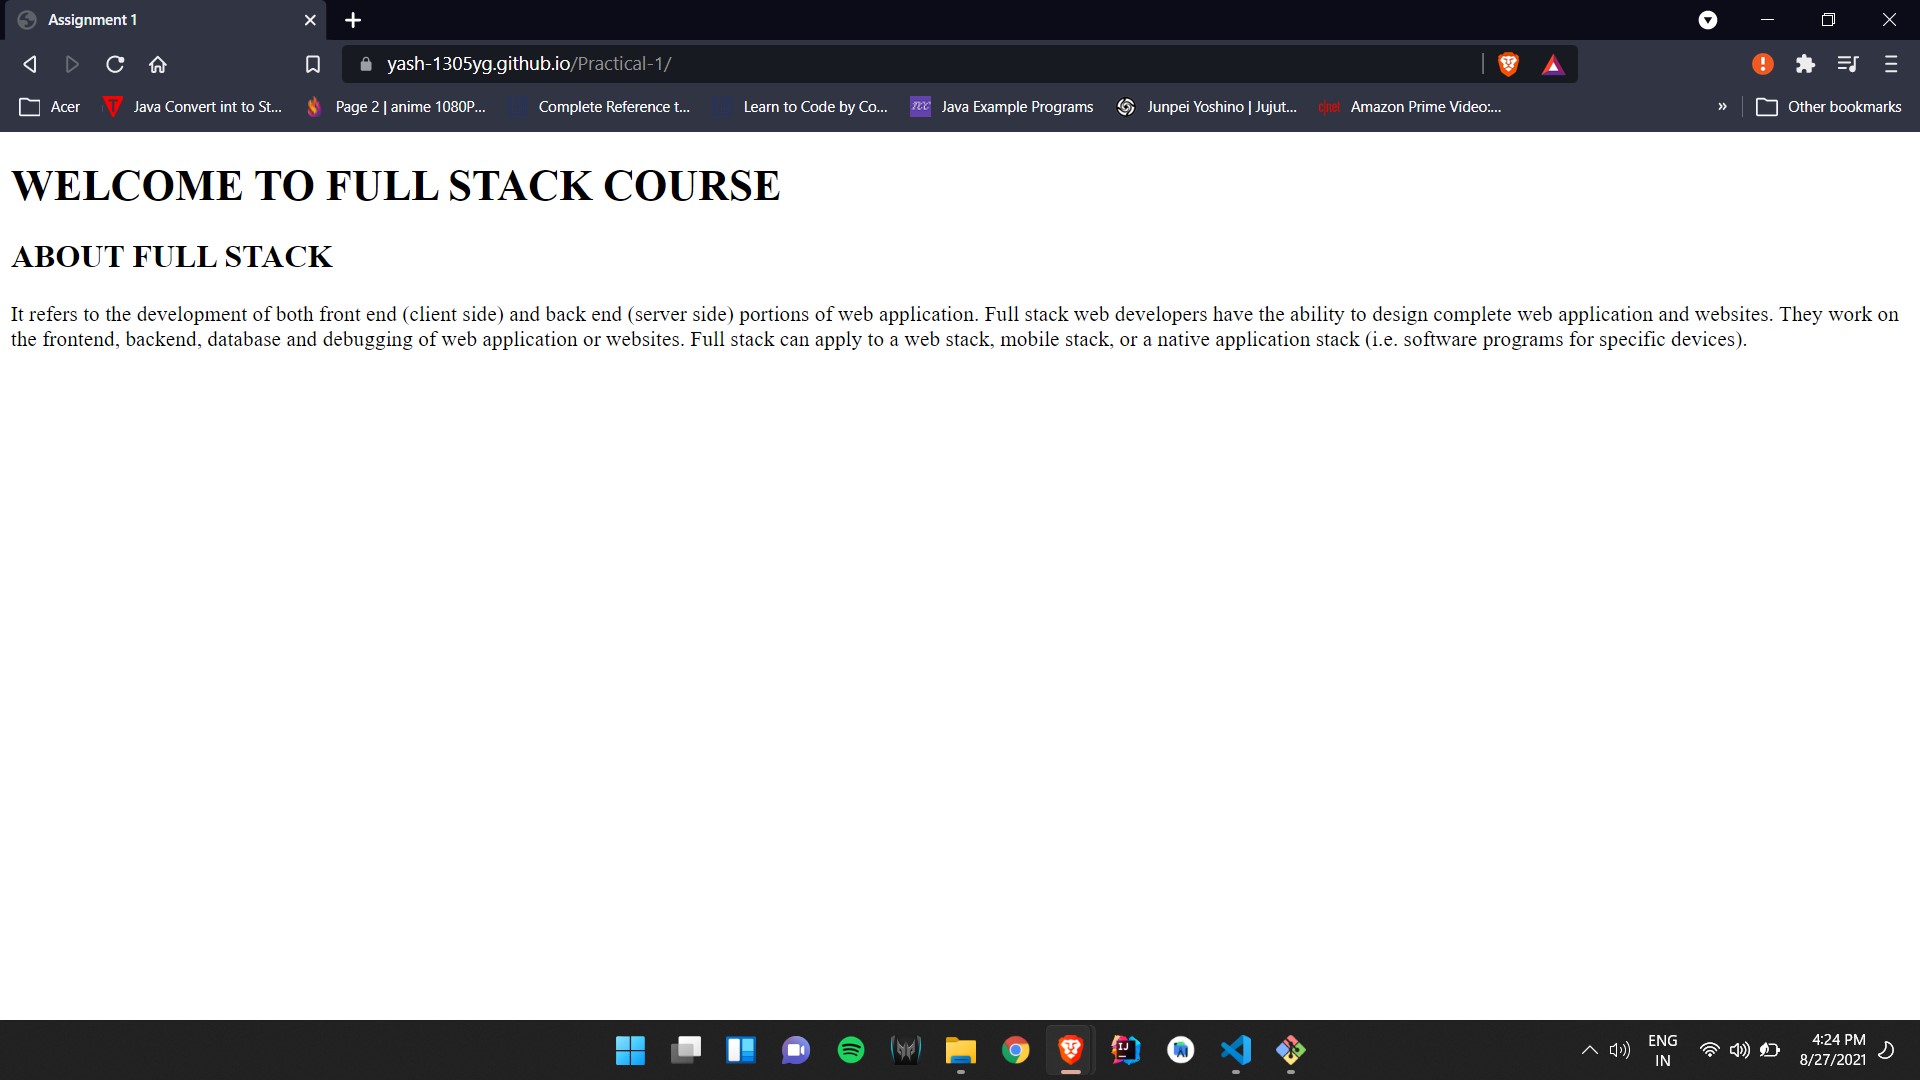 Assignment 1
yash-1305yg.github.io/Practical-1/
Acer
Java Convert int to St...
Page 2 | anime 1080P...
Complete Reference t...
Learn to Code by Co...
Java Example Programs
Junpei Yoshino | Jujut...
Amazon Prime Video:...
»
Other bookmarks
WELCOME TO FULL STACK COURSE
ABOUT FULL STACK
It refers to the development of both front end (client side) and back end (server side) portions of web application. Full stack web developers have the ability to design complete web application and websites. They work on
the frontend, backend, database and debugging of web application or websites. Full stack can apply to a web stack, mobile stack, or a native application stack (i.e. software programs for specific devices).
ENG
IN
4:24 PM
8/27/2021